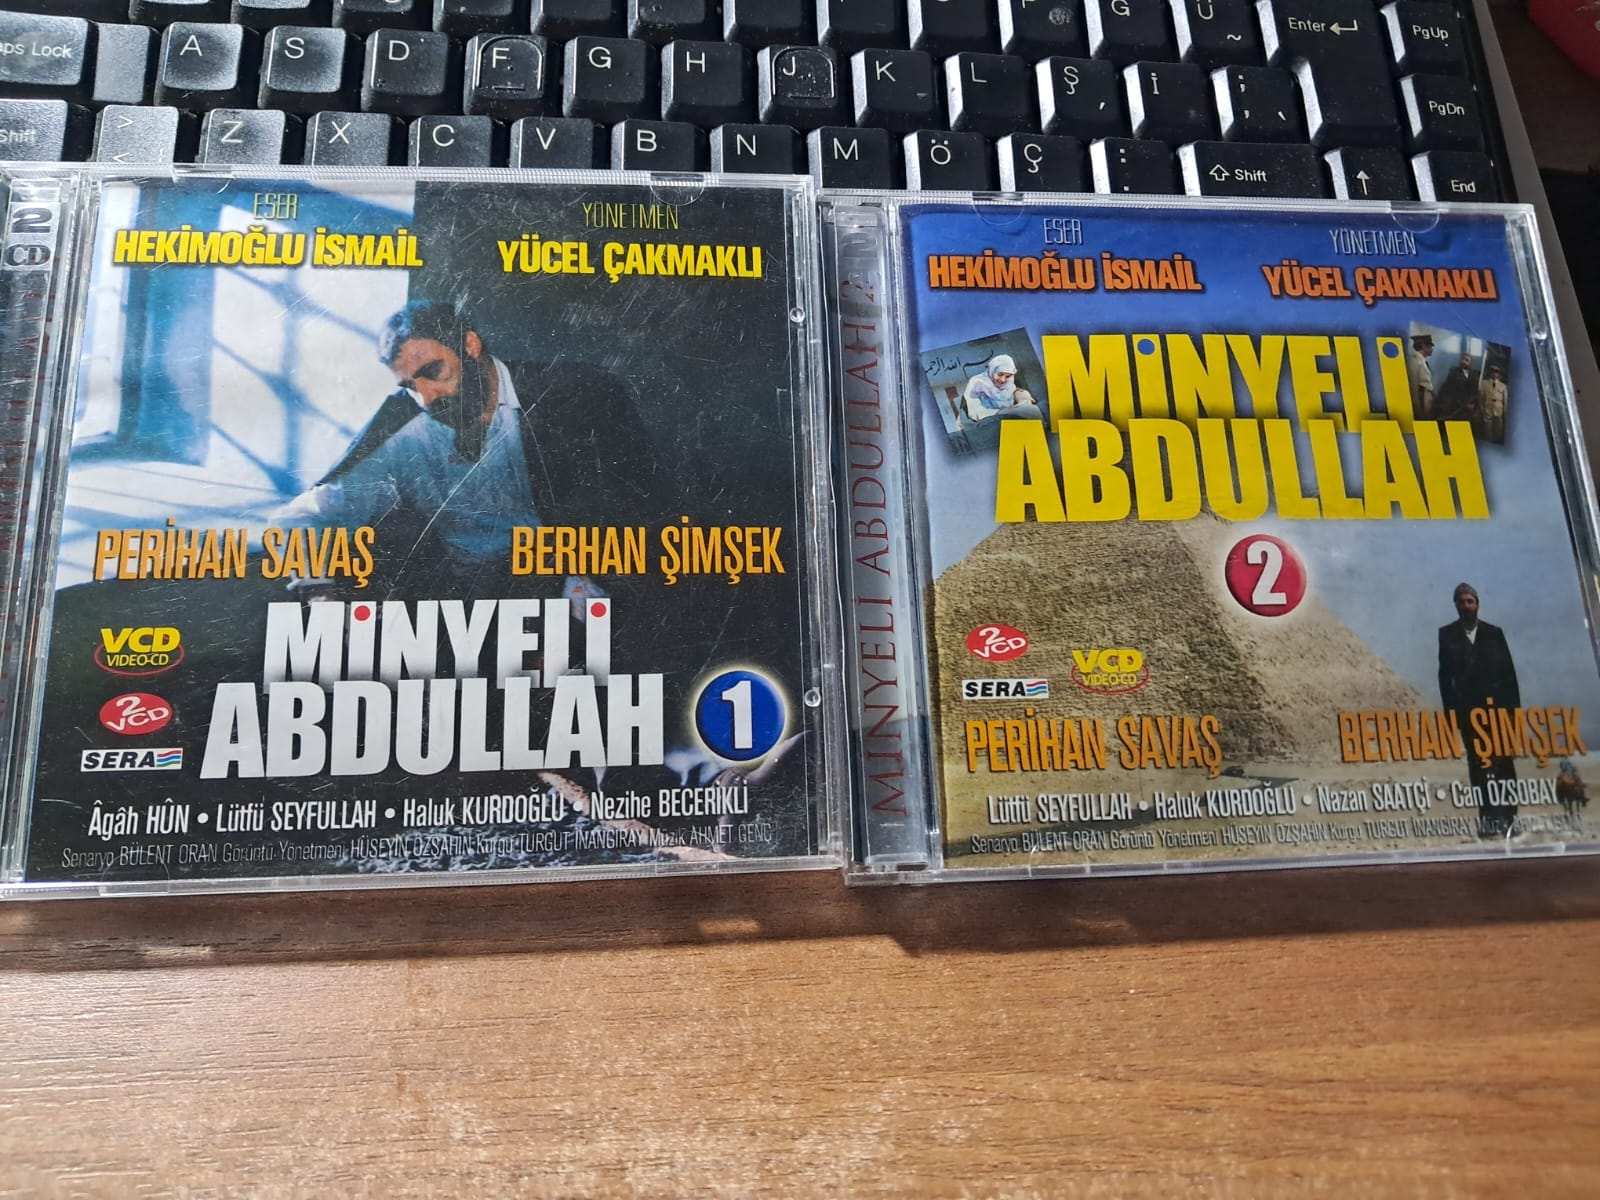 Caps Lock A S D F G H J K L Ş , İ ; , Enter PgUp
G Ü ~
Shift > < Z X C V B N M Ö Ç : . Shift End
PgDn
2
CD
ESER
HEKİMOĞLU İSMAİL
YÖNETMEN
YÜCEL ÇAKMAKLI
PERİHAN SAVAŞ
BERHAN ŞİMŞEK
VCD
VIDEO-CD
2
VCD
SERA
MİNYELİ
ABDULLAH
1
Âgâh HÛN • Lütfü SEYFULLAH • Haluk KURDOĞLU • Nezihe BECERİKLİ
Senaryo BÜLENT ORAN Görüntü Yönetmeni HÜSEYİN ÖZŞAHİN Kurgu TURGUT İNANGİRAY Müzik AHMET GENÇ
MİNYELİ ABDULLAH 2
ESER
HEKİMOĞLU İSMAİL
YÖNETMEN
YÜCEL ÇAKMAKLI
MİNYELİ
ABDULLAH
2
2
VCD
VCD
VIDEO-CD
SERA
PERİHAN SAVAŞ
BERHAN ŞİMŞEK
Lütfü SEYFULLAH • Haluk KURDOĞLU • Nazan SAATÇİ • Can ÖZSOBAY
Senaryo BÜLENT ORAN Görüntü Yönetmeni HÜSEYİN ÖZŞAHİN Kurgu TURGUT İNANGİRAY Müzik